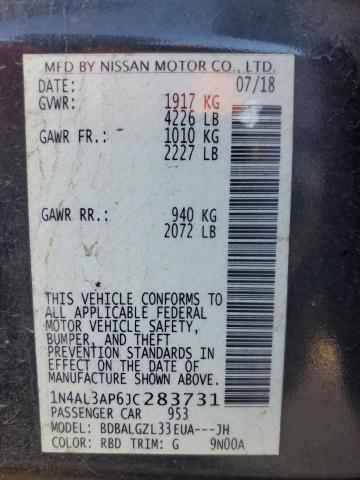 MFD BY NISSAN MOTOR CO., LTD.
DATE: 07/18
GVWR: 1917 KG
4226 LB
GAWR FR.: 1010 KG
2227 LB
GAWR RR.: 940 KG
2072 LB
THIS VEHICLE CONFORMS TO
ALL APPLICABLE FEDERAL
MOTOR VEHICLE SAFETY,
BUMPER, AND THEFT
PREVENTION STANDARDS IN
EFFECT ON THE DATE OF
MANUFACTURE SHOWN ABOVE.
1N4AL3AP6JC283731
PASSENGER CAR 953
MODEL: BDBALGZL33EUA---JH
COLOR: RBD TRIM: G 9N00A